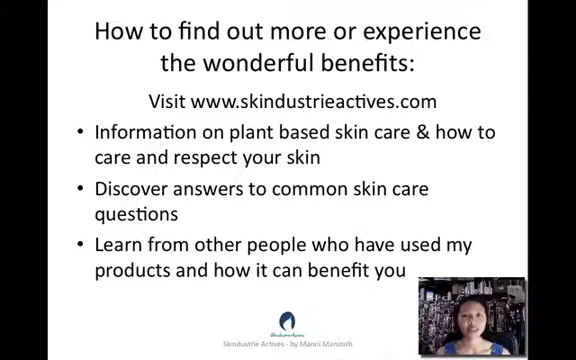 How to find out more or experience
the wonderful benefits:
Visit www.skindustrieactives.com
• Information on plant based skin care & how to
care and respect your skin
• Discover answers to common skin care
questions
• Learn from other people who have used my
products and how it can benefit you
Skindustrie Actives - by Manni Manitoih